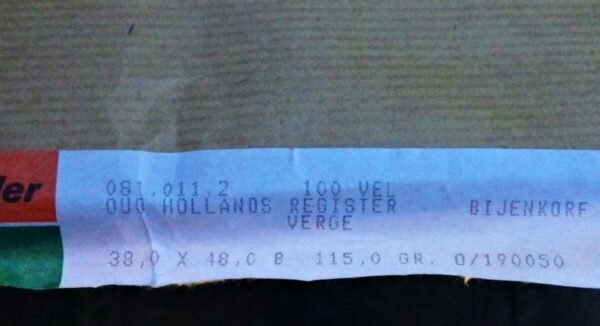 ler
081.011.2 100 VEL
OUD HOLLANDS REGISTER BIJENKORF
VERGE
38,0 X 48,0 B 115,0 GR. 0/190050